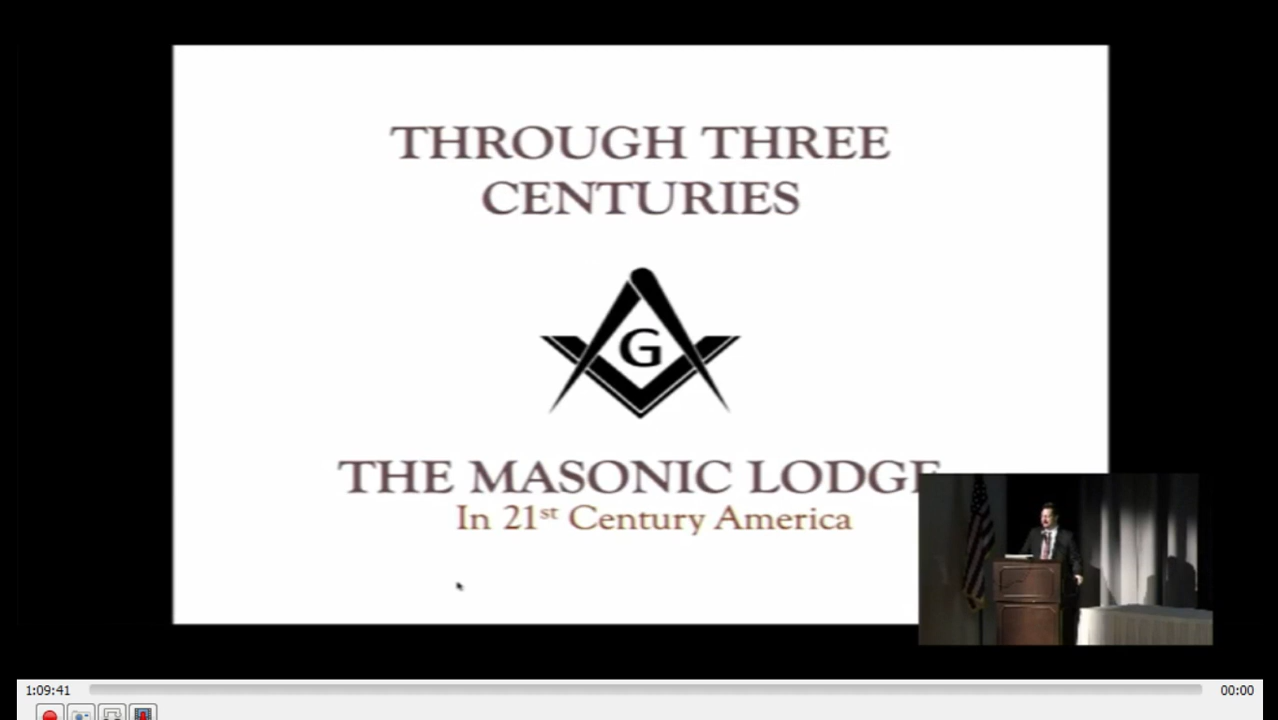 THROUGH THREE
CENTURIES
G
THE MASONIC LODGE
In 21st Century America
1:09:41 00:00